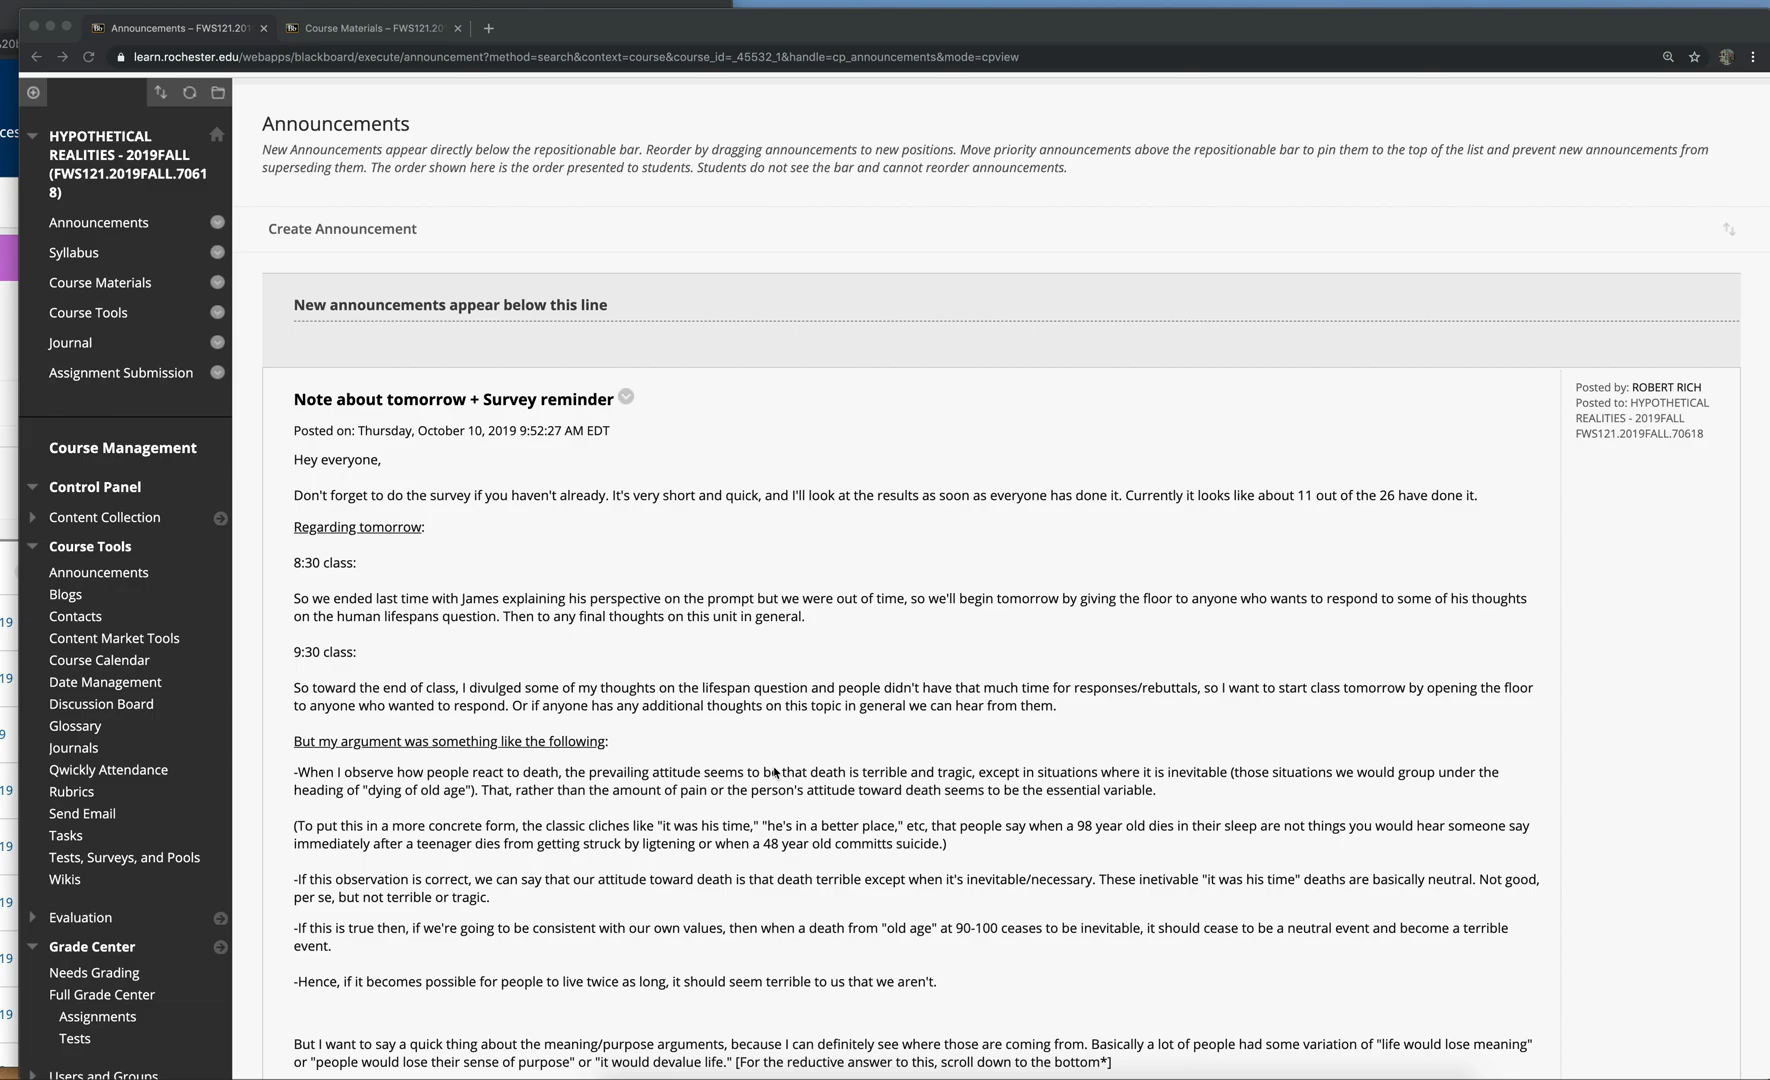 Announcements – FWS121.201
Course Materials – FWS121.20
learn.rochester.edu/webapps/blackboard/execute/announcement?method=search&context=course&course_id=_45532_1&handle=cp_announcements&mode=cpview
HYPOTHETICAL
REALITIES - 2019FALL
(FWS121.2019FALL.7061
8)
Announcements
Syllabus
Course Materials
Course Tools
Journal
Assignment Submission
Course Management
Control Panel
Content Collection
Course Tools
Announcements
Blogs
Contacts
Content Market Tools
Course Calendar
Date Management
Discussion Board
Glossary
Journals
Qwickly Attendance
Rubrics
Send Email
Tasks
Tests, Surveys, and Pools
Wikis
Evaluation
Grade Center
Needs Grading
Full Grade Center
Assignments
Tests
Users and Groups
Announcements
New Announcements appear directly below the repositionable bar. Reorder by dragging announcements to new positions. Move priority announcements above the repositionable bar to pin them to the top of the list and prevent new announcements from
superseding them. The order shown here is the order presented to students. Students do not see the bar and cannot reorder announcements.
Create Announcement
New announcements appear below this line
Note about tomorrow + Survey reminder
Posted on: Thursday, October 10, 2019 9:52:27 AM EDT
Hey everyone,
Don't forget to do the survey if you haven't already. It's very short and quick, and I'll look at the results as soon as everyone has done it. Currently it looks like about 11 out of the 26 have done it.
Regarding tomorrow:
8:30 class:
So we ended last time with James explaining his perspective on the prompt but we were out of time, so we'll begin tomorrow by giving the floor to anyone who wants to respond to some of his thoughts
on the human lifespans question. Then to any final thoughts on this unit in general.
9:30 class:
So toward the end of class, I divulged some of my thoughts on the lifespan question and people didn't have that much time for responses/rebuttals, so I want to start class tomorrow by opening the floor
to anyone who wanted to respond. Or if anyone has any additional thoughts on this topic in general we can hear from them.
But my argument was something like the following:
-When I observe how people react to death, the prevailing attitude seems to be that death is terrible and tragic, except in situations where it is inevitable (those situations we would group under the
heading of "dying of old age"). That, rather than the amount of pain or the person's attitude toward death seems to be the essential variable.
(To put this in a more concrete form, the classic cliches like "it was his time," "he's in a better place," etc, that people say when a 98 year old dies in their sleep are not things you would hear someone say
immediately after a teenager dies from getting struck by ligtening or when a 48 year old committs suicide.)
-If this observation is correct, we can say that our attitude toward death is that death terrible except when it's inevitable/necessary. These inetivable "it was his time" deaths are basically neutral. Not good,
per se, but not terrible or tragic.
-If this is true then, if we're going to be consistent with our own values, then when a death from "old age" at 90-100 ceases to be inevitable, it should cease to be a neutral event and become a terrible
event.
-Hence, if it becomes possible for people to live twice as long, it should seem terrible to us that we aren't.
But I want to say a quick thing about the meaning/purpose arguments, because I can definitely see where those are coming from. Basically a lot of people had some variation of "life would lose meaning"
or "people would lose their sense of purpose" or "it would devalue life." [For the reductive answer to this, scroll down to the bottom*]
Posted by: ROBERT RICH
Posted to: HYPOTHETICAL
REALITIES - 2019FALL
FWS121.2019FALL.70618